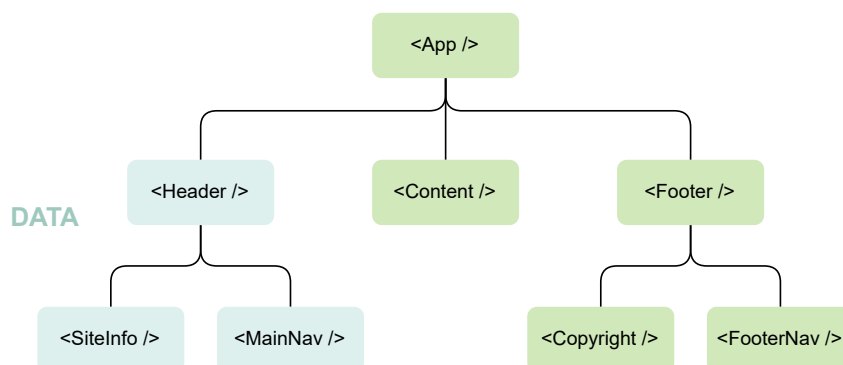 <App />
<Header />
<Content />
<Footer />
DATA
<SiteInfo />
<MainNav />
<Copyright />
<FooterNav />